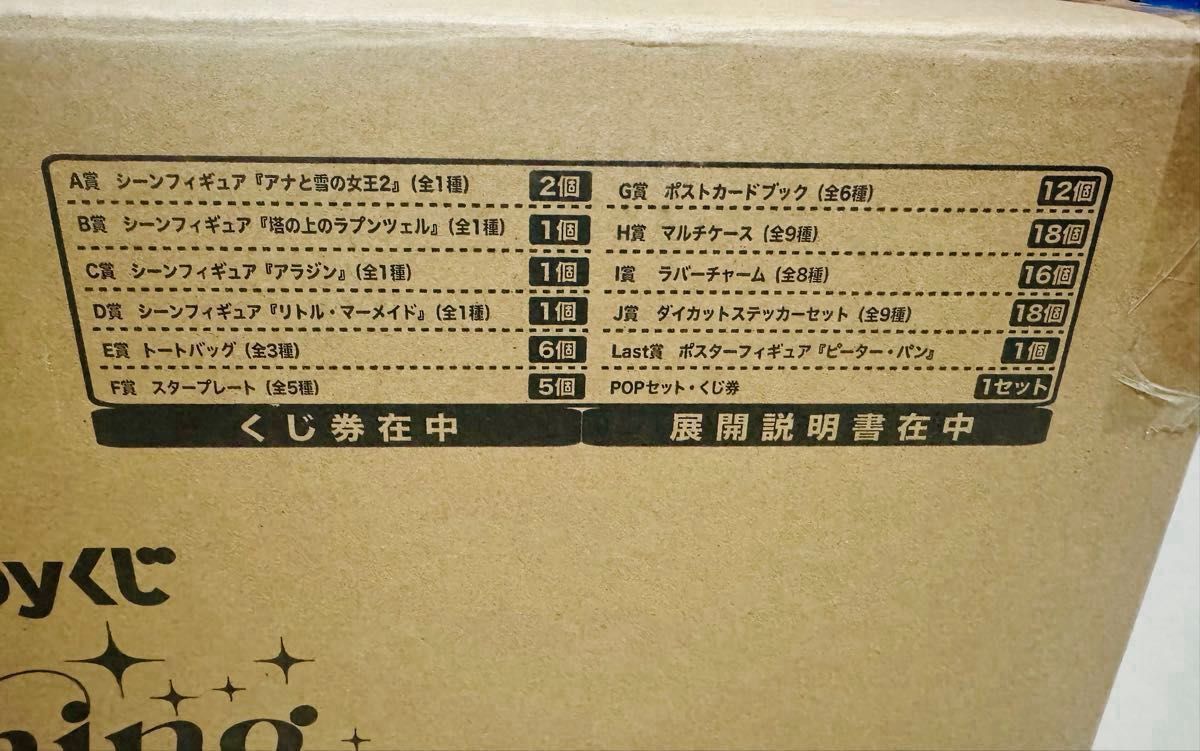 A賞 シーンフィギュア『アナと雪の女王2』(全1種) 2個
B賞 シーンフィギュア『塔の上のラプンツェル』(全1種) 1個
C賞 シーンフィギュア『アラジン』(全1種) 1個
D賞 シーンフィギュア『リトル・マーメイド』(全1種) 1個
E賞 トートバッグ (全3種) 6個
F賞 スタープレート (全5種) 5個
くじ券在中
G賞 ポストカードブック (全6種) 12個
H賞 マルチケース (全9種) 18個
I賞 ラバーチャーム (全8種) 16個
J賞 ダイカットステッカーセット (全9種) 18個
Last賞 ポスターフィギュア『ピーター・パン』 1個
POPセット・くじ券 1セット
展開説明書在中
yくじ
ing